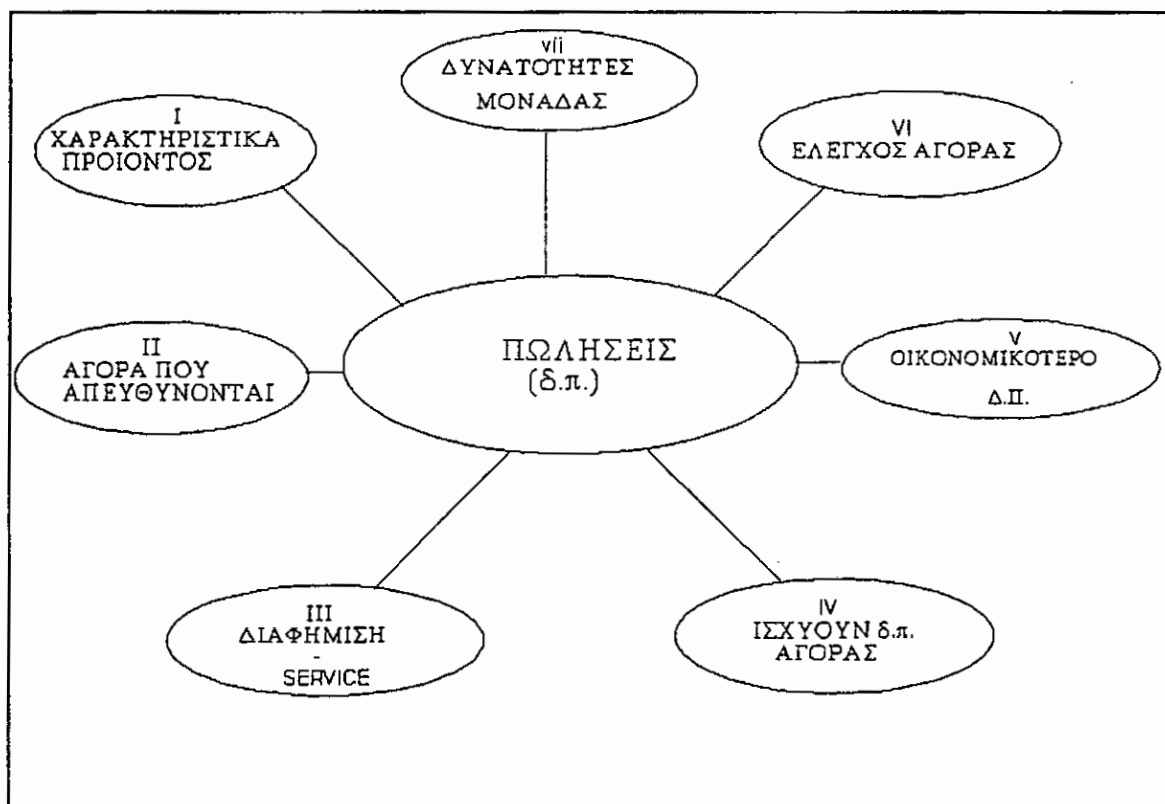 vii
ΔΥΝΑΤΟΤΗΤΕΣ
ΜΟΝΑΔΑΣ
I
ΧΑΡΑΚΤΗΡΙΣΤΙΚΑ
ΠΡΟΙΟΝΤΟΣ
VI
ΕΛΕΓΧΟΣ ΑΓΟΡΑΣ
ΠΩΛΗΣΕΙΣ
(δ.π.)
II
ΑΓΟΡΑ ΠΟΥ
ΑΠΕΥΘΥΝΟΝΤΑΙ
V
ΟΙΚΟΝΟΜΙΚΟΤΕΡΟ
Δ.Π.
III
ΔΙΑΦΗΜΙΣΗ
-
SERVICE
IV
ΙΣΧΥΟΥΝ δ.π.
ΑΓΟΡΑΣ